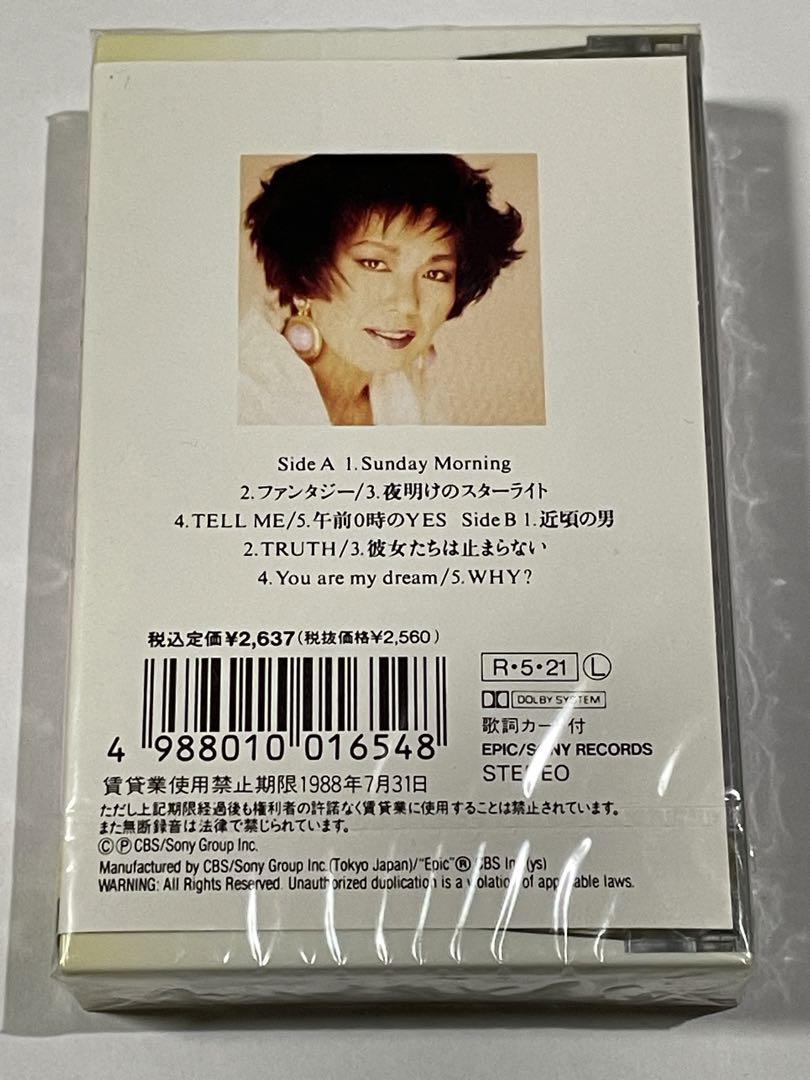 Side A 1.Sunday Morning
2.ファンタジー/3.夜明けのスターライト
4.TELL ME/5.午前0時のYES Side B 1.近頃の男
2.TRUTH/3.彼女たちは止まらない
4.You are my dream/5.WHY?
税込定価¥2,637(税抜価格¥2,560)
R・5・21 L
DOLBY SYSTEM
歌詞カード付
EPIC/SONY RECORDS
STEREO
4 988010 016548
賃貸業使用禁止期限1988年7月31日
ただし上記期限経過後も権利者の許諾なく賃貸業に使用することは禁止されています。
また無断録音は法律で禁じられています。
ⒸⓅ CBS/Sony Group Inc.
Manufactured by CBS/Sony Group Inc.(Tokyo Japan)/"Epic"® CBS Inc. (ys)
WARNING: All Rights Reserved. Unauthorized duplication is a violation of applicable laws.